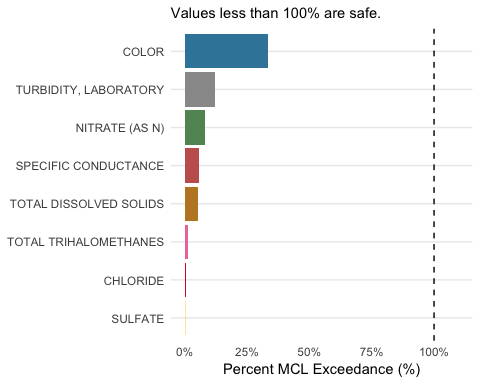 Values less than 100% are safe.
COLOR
TURBIDITY, LABORATORY
NITRATE (AS N)
SPECIFIC CONDUCTANCE
TOTAL DISSOLVED SOLIDS
TOTAL TRIHALOMETHANES
CHLORIDE
SULFATE
0% 25% 50% 75% 100%
Percent MCL Exceedance (%)